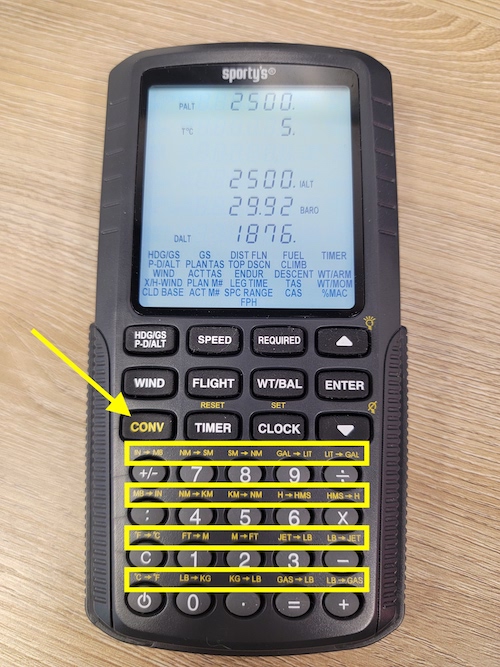 sporty's®
PALT 2500.
T°C 5.
2500. IALT
29.92 BARO
DALT 1876.
HDG/GS GS DIST FLN FUEL TIMER
P-D/ALT PLANTAS TOP DSCN CLIMB
WIND ACT TAS ENDUR DESCENT WT/ARM
X/H-WIND PLAN M# LEG TIME TAS WT/MOM
CLD BASE ACT M# SPC RANGE CAS %MAC
FPH
HDG/GS P-D/ALT SPEED REQUIRED ▲
WIND FLIGHT WT/BAL ENTER
RESET SET
CONV TIMER CLOCK ▼
IN→MB NM→SM SM→NM GAL→LIT LIT→GAL
+/- 7 8 9 ÷
MB→IN NM→KM KM→NM H→HMS HMS→H
: 4 5 6 X
°F→°C FT→M M→FT JET→LB LB→JET
C 1 2 3 −
°C→°F LB→KG KG→LB GAS→LB LB→GAS
0 . = +